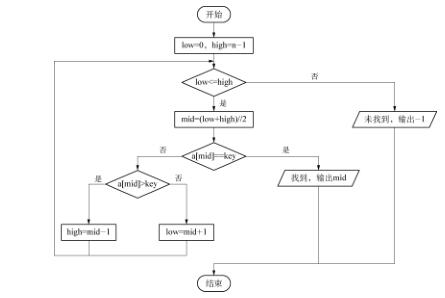 开始
low=0，high=n-1
low<=high
否
是
mid=(low+high)//2
未找到，输出-1
否
a[mid]==key
是
是
a[mid]>key
否
找到，输出mid
high=mid-1
low=mid+1
结束